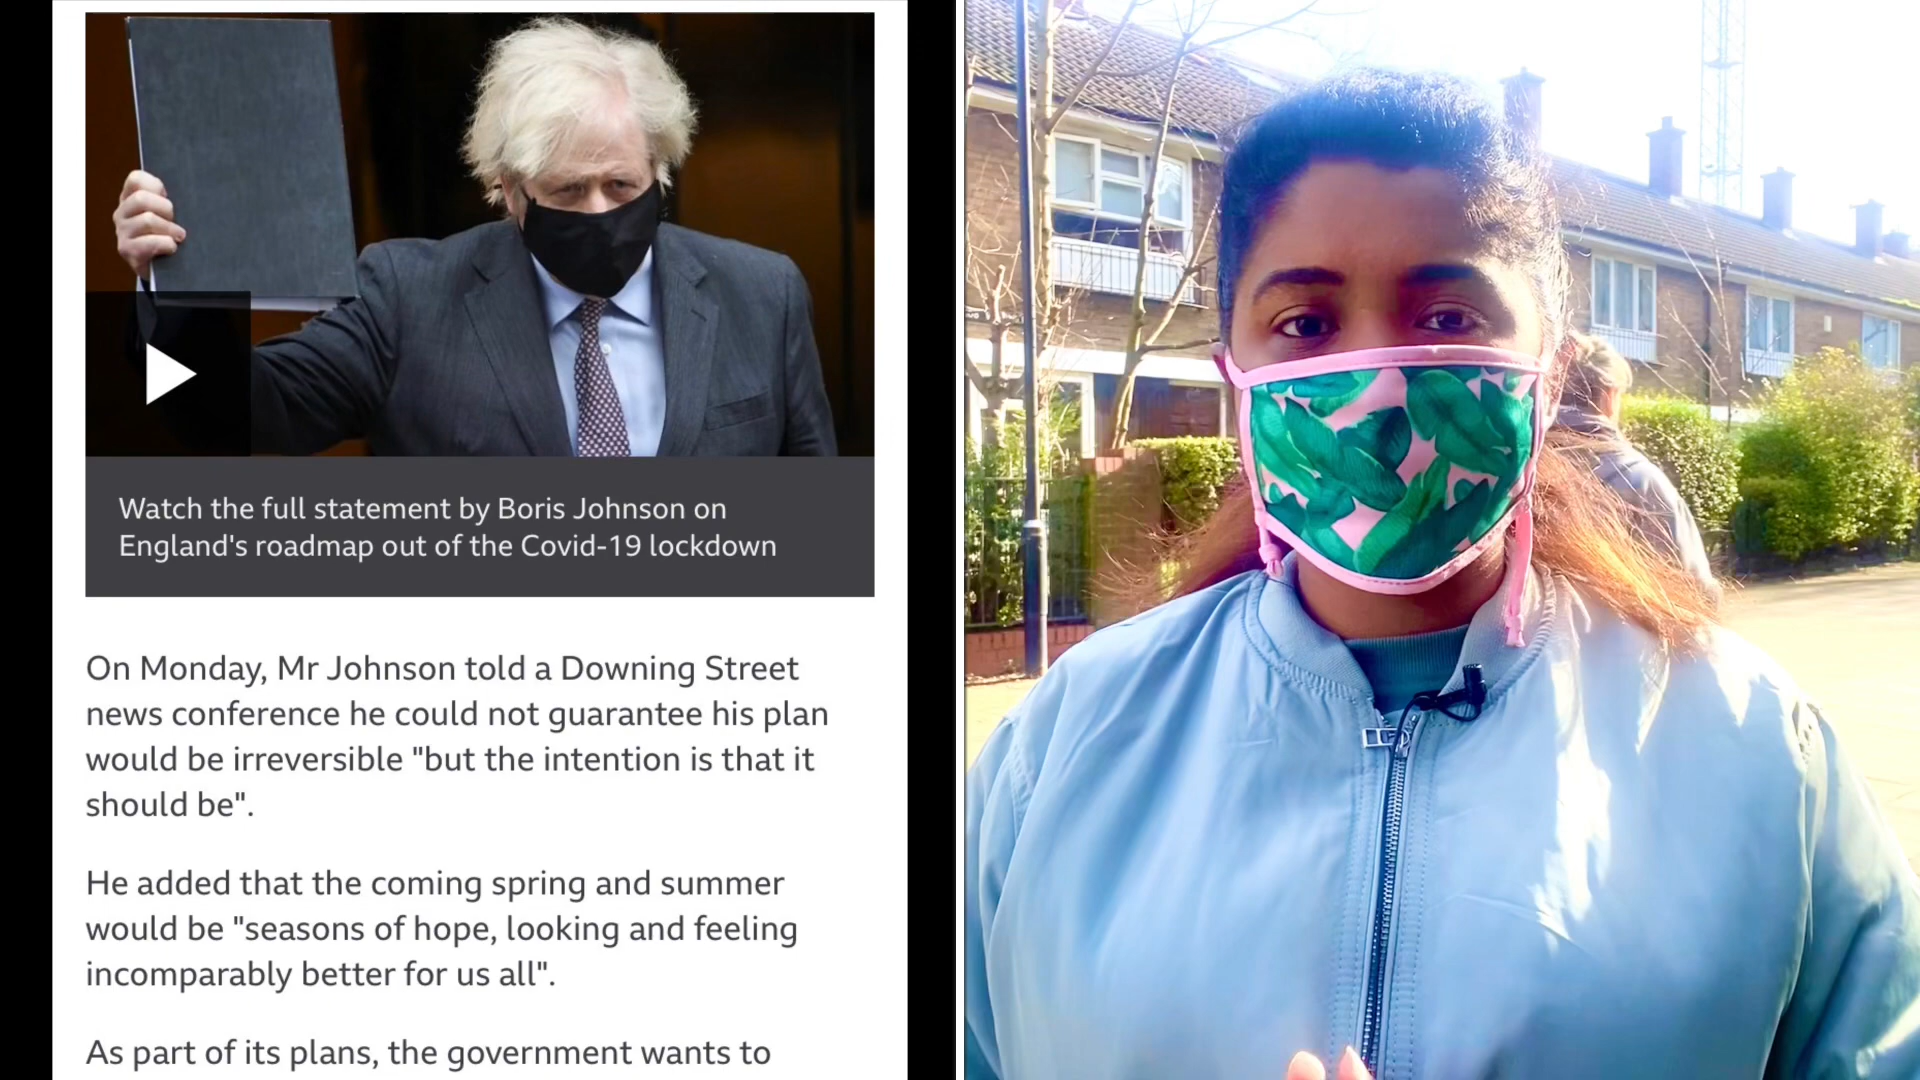 Watch the full statement by Boris Johnson on
England's roadmap out of the Covid-19 lockdown
On Monday, Mr Johnson told a Downing Street
news conference he could not guarantee his plan
would be irreversible "but the intention is that it
should be".
He added that the coming spring and summer
would be "seasons of hope, looking and feeling
incomparably better for us all".
As part of its plans, the government wants to